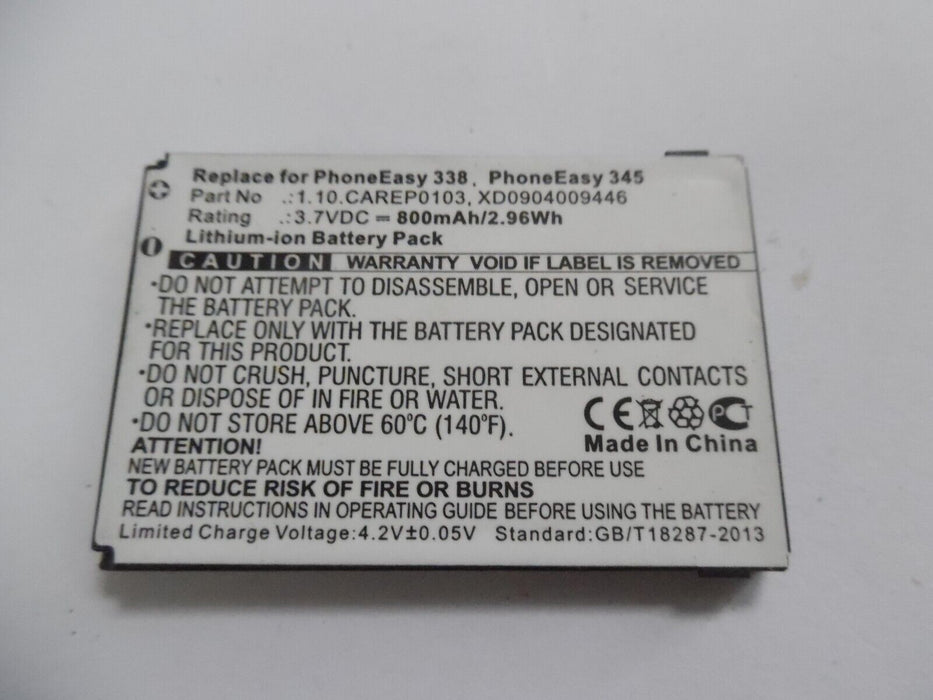 Replace for PhoneEasy 338, PhoneEasy 345
Part No .:1.10.CAREP0103, XD0904009446
Rating .:3.7VDC ⎓ 800mAh/2.96Wh
Lithium-ion Battery Pack
CAUTION WARRANTY VOID IF LABEL IS REMOVED
•DO NOT ATTEMPT TO DISASSEMBLE, OPEN OR SERVICE
THE BATTERY PACK.
•REPLACE ONLY WITH THE BATTERY PACK DESIGNATED
FOR THIS PRODUCT.
•DO NOT CRUSH, PUNCTURE, SHORT EXTERNAL CONTACTS
OR DISPOSE OF IN FIRE OR WATER.
•DO NOT STORE ABOVE 60°C (140°F).
CE PCT
Made In China
ATTENTION!
NEW BATTERY PACK MUST BE FULLY CHARGED BEFORE USE
TO REDUCE RISK OF FIRE OR BURNS
READ INSTRUCTIONS IN OPERATING GUIDE BEFORE USING THE BATTERY
Limited Charge Voltage:4.2V±0.05V Standard:GB/T18287-2013